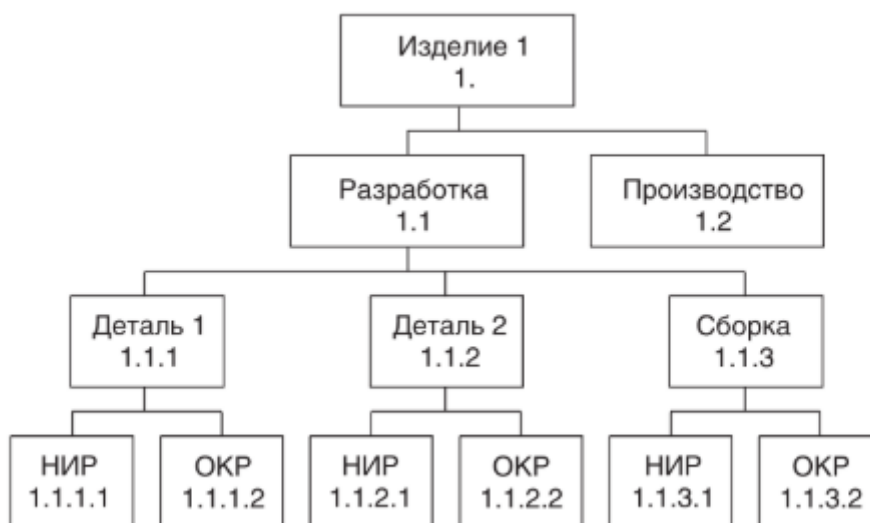 Изделие 1
1.
Разработка
1.1
Производство
1.2
Деталь 1
1.1.1
Деталь 2
1.1.2
Сборка
1.1.3
НИР
1.1.1.1
ОКР
1.1.1.2
НИР
1.1.2.1
ОКР
1.1.2.2
НИР
1.1.3.1
ОКР
1.1.3.2